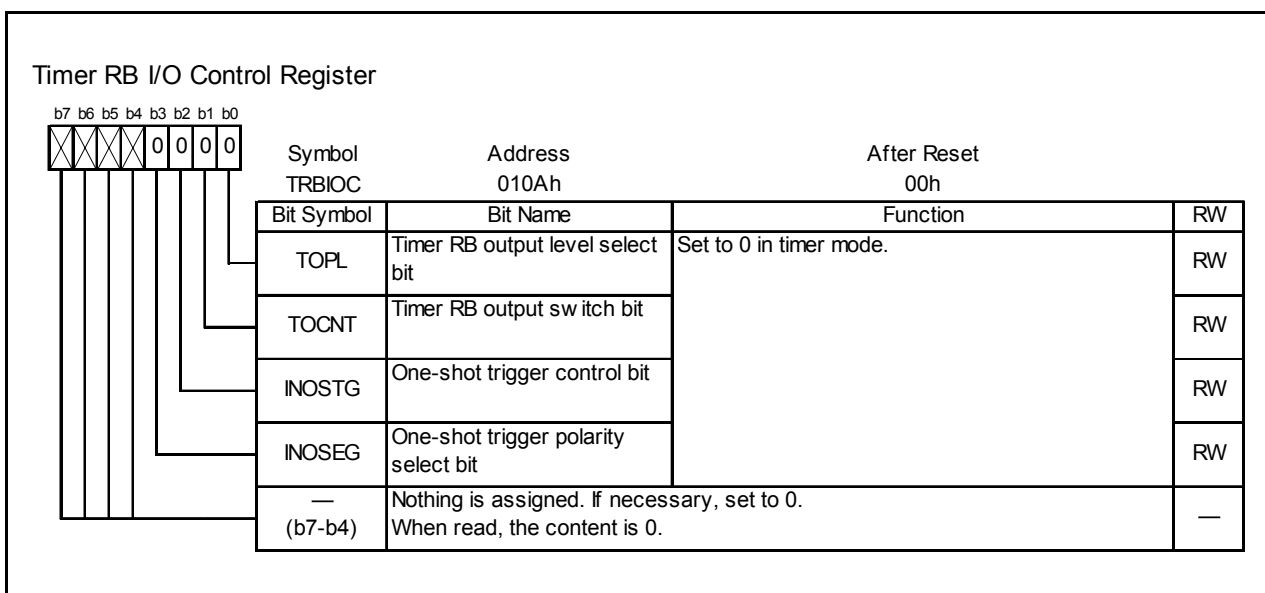 Timer RB I/O Control Register
b7 b6 b5 b4 b3 b2 b1 b0
0 0 0 0
Symbol Address After Reset
TRBIOC 010Ah 00h
Bit Symbol Bit Name Function RW
TOPL Timer RB output level select bit Set to 0 in timer mode. RW
TOCNT Timer RB output switch bit RW
INOSTG One-shot trigger control bit RW
INOSEG One-shot trigger polarity select bit RW
— (b7-b4) Nothing is assigned. If necessary, set to 0. —
When read, the content is 0.